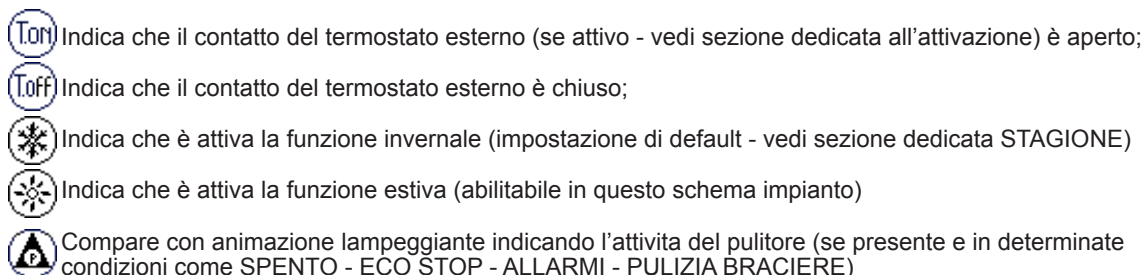 T.on Indica che il contatto del termostato esterno (se attivo - vedi sezione dedicata all’attivazione) è aperto;
T.off Indica che il contatto del termostato esterno è chiuso;
Indica che è attiva la funzione invernale (impostazione di default - vedi sezione dedicata STAGIONE)
Indica che è attiva la funzione estiva (abilitabile in questo schema impianto)
P Compare con animazione lampeggiante indicando l’attivita del pulitore (se presente e in determinate
condizioni come SPENTO - ECO STOP - ALLARMI - PULIZIA BRACIERE)